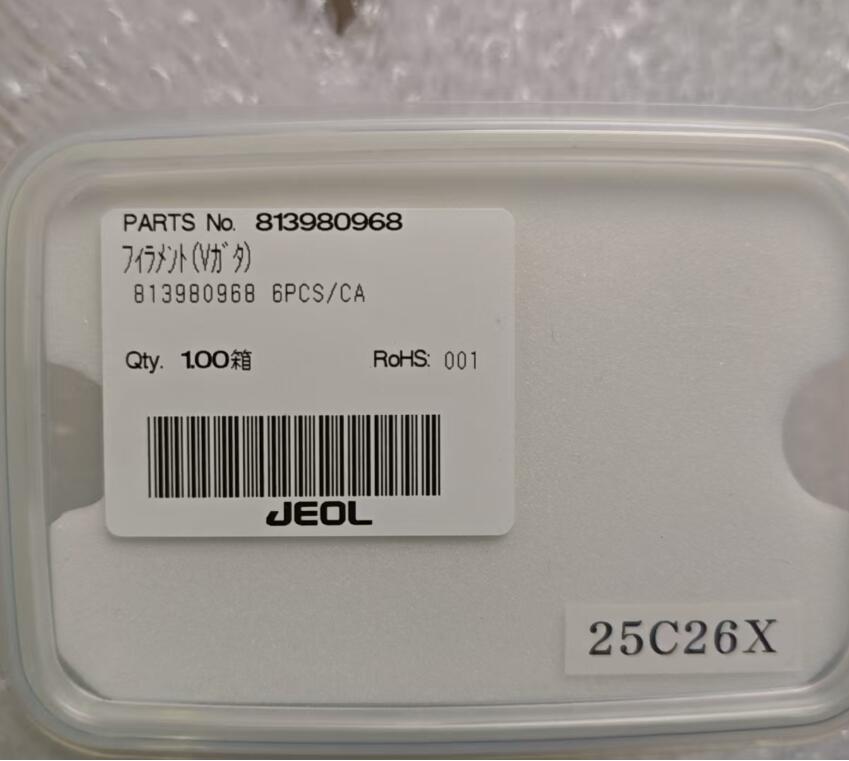 PARTS No. 813980968
フィラメント(Vガタ)
813980968 6PCS/CA
Qty. 1.00箱 RoHS: 001
JEOL
25C26X